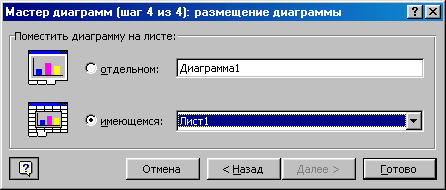 Мастер диаграмм (шаг 4 из 4): размещение диаграммы
Поместить диаграмму на листе:
отдельном: Диаграмма1
имеющемся: Лист1
? Отмена < Назад Далее > Готово